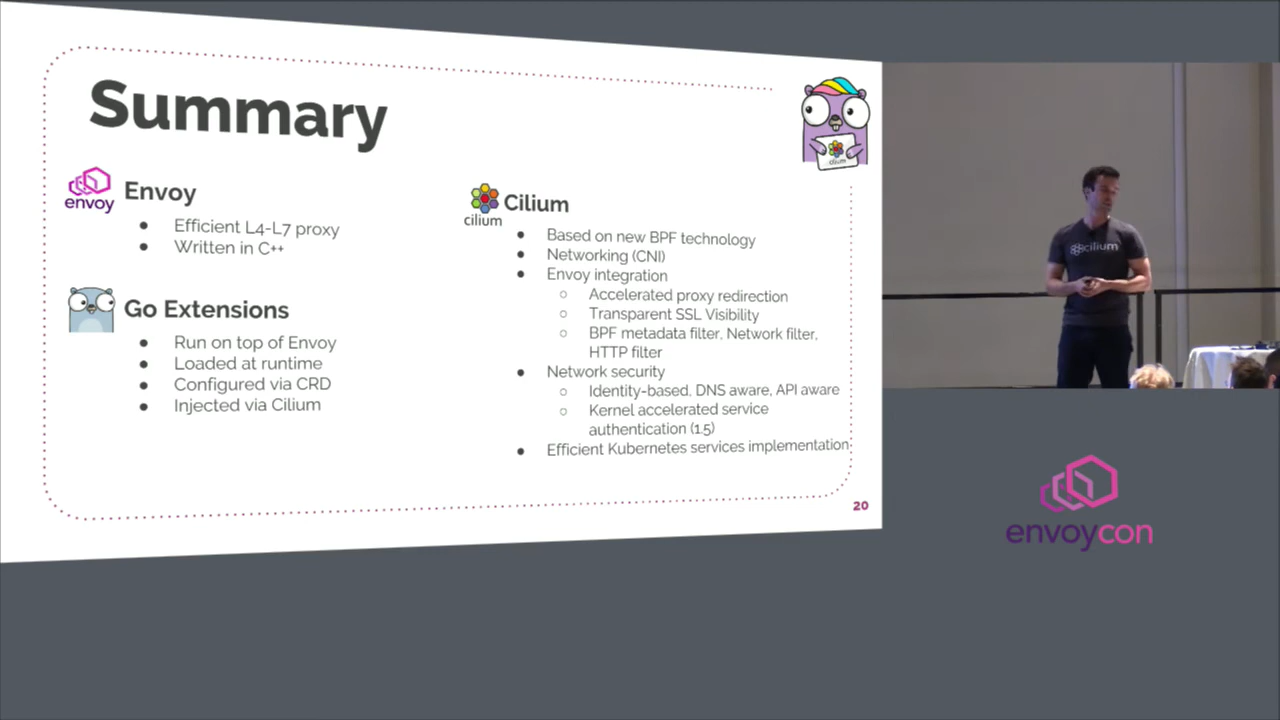 Summary
cilium
envoy
Envoy
Efficient L4-L7 proxy
Written in C++
Go Extensions
Run on top of Envoy
Loaded at runtime
Configured via CRD
Injected via Cilium
cilium
Cilium
Based on new BPF technology
Networking (CNI)
Envoy integration
Accelerated proxy redirection
Transparent SSL Visibility
BPF metadata filter, Network filter,
HTTP filter
Network security
Identity-based, DNS aware, API aware
Kernel accelerated service
authentication (1.5)
Efficient Kubernetes services implementation
20
cilium
envoycon